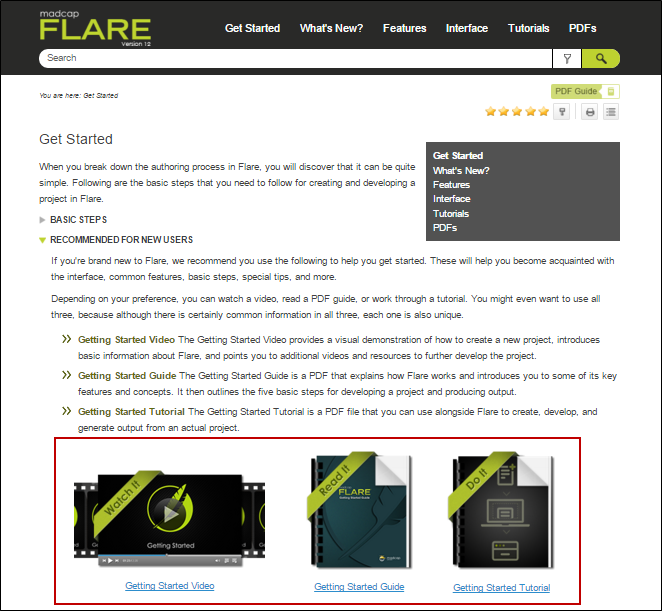 madcap
FLARE
Version 12
Get Started What's New? Features Interface Tutorials PDFs
Search
You are here: Get Started
PDF Guide
Get Started
When you break down the authoring process in Flare, you will discover that it can be quite
simple. Following are the basic steps that you need to follow for creating and developing a
project in Flare.
Get Started
What's New?
Features
Interface
Tutorials
PDFs
BASIC STEPS
RECOMMENDED FOR NEW USERS
If you're brand new to Flare, we recommend you use the following to help you get started. These will help you become acquainted with
the interface, common features, basic steps, special tips, and more.
Depending on your preference, you can watch a video, read a PDF guide, or work through a tutorial. You might even want to use all
three, because although there is certainly common information in all three, each one is also unique.
Getting Started Video The Getting Started Video provides a visual demonstration of how to create a new project, introduces
basic information about Flare, and points you to additional videos and resources to further develop the project.
Getting Started Guide The Getting Started Guide is a PDF that explains how Flare works and introduces you to some of its key
features and concepts. It then outlines the five basic steps for developing a project and producing output.
Getting Started Tutorial The Getting Started Tutorial is a PDF file that you can use alongside Flare to create, develop, and
generate output from an actual project.
Watch It
Getting Started
Read It
FLARE
Getting Started Guide
Do It
Getting Started Video
Getting Started Guide
Getting Started Tutorial